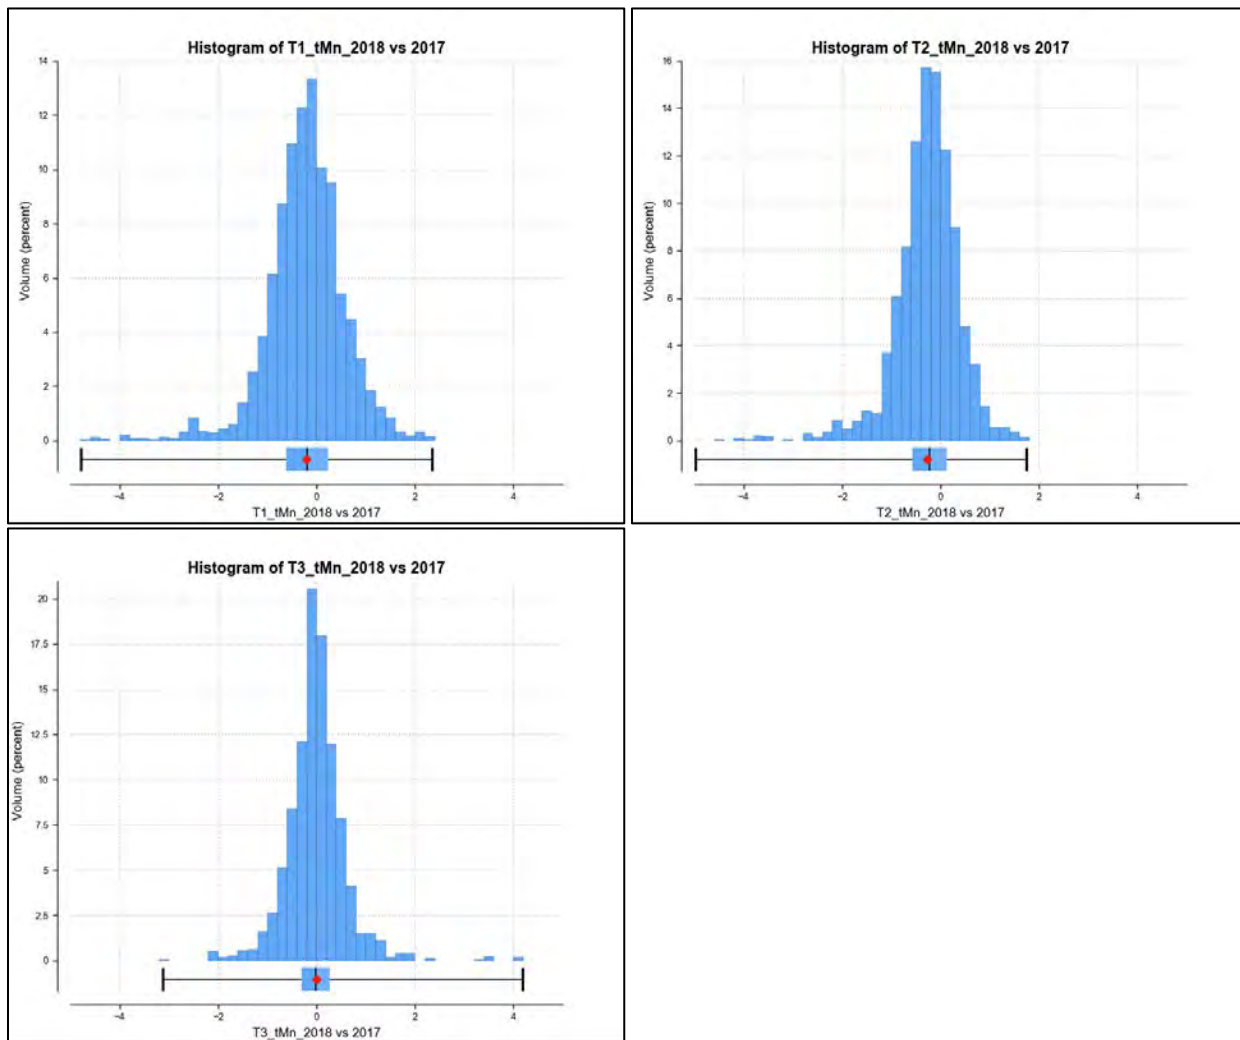 Histogram of T1_tMn_2018 vs 2017
Volume (percent)
14
12
10
8
6
4
2
0
−4 −2 0 2 4
T1_tMn_2018 vs 2017
Histogram of T2_tMn_2018 vs 2017
Volume (percent)
16
14
12
10
8
6
4
2
0
−4 −2 0 2 4
T2_tMn_2018 vs 2017
Histogram of T3_tMn_2018 vs 2017
Volume (percent)
20
17.5
15
12.5
10
7.5
5
2.5
0
−4 −2 0 2 4
T3_tMn_2018 vs 2017